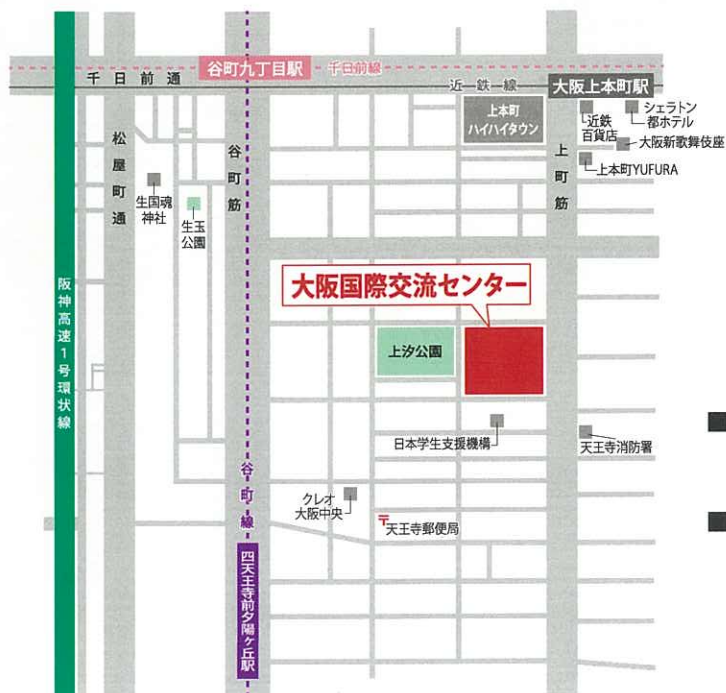 谷町九丁目駅
千日前線
千日前通
近鉄線
大阪上本町駅
上本町
ハイハイタウン
近鉄
百貨店
シェラトン
都ホテル
大阪新歌舞伎座
上本町YUFURA
松屋町通
谷町筋
上町筋
生国魂
神社
生玉
公園
大阪国際交流センター
阪神高速1号環状線
上汐公園
日本学生支援機構
天王寺消防署
谷町線
クレオ
大阪中央
〒
天王寺郵便局
四天王寺前夕陽ヶ丘駅